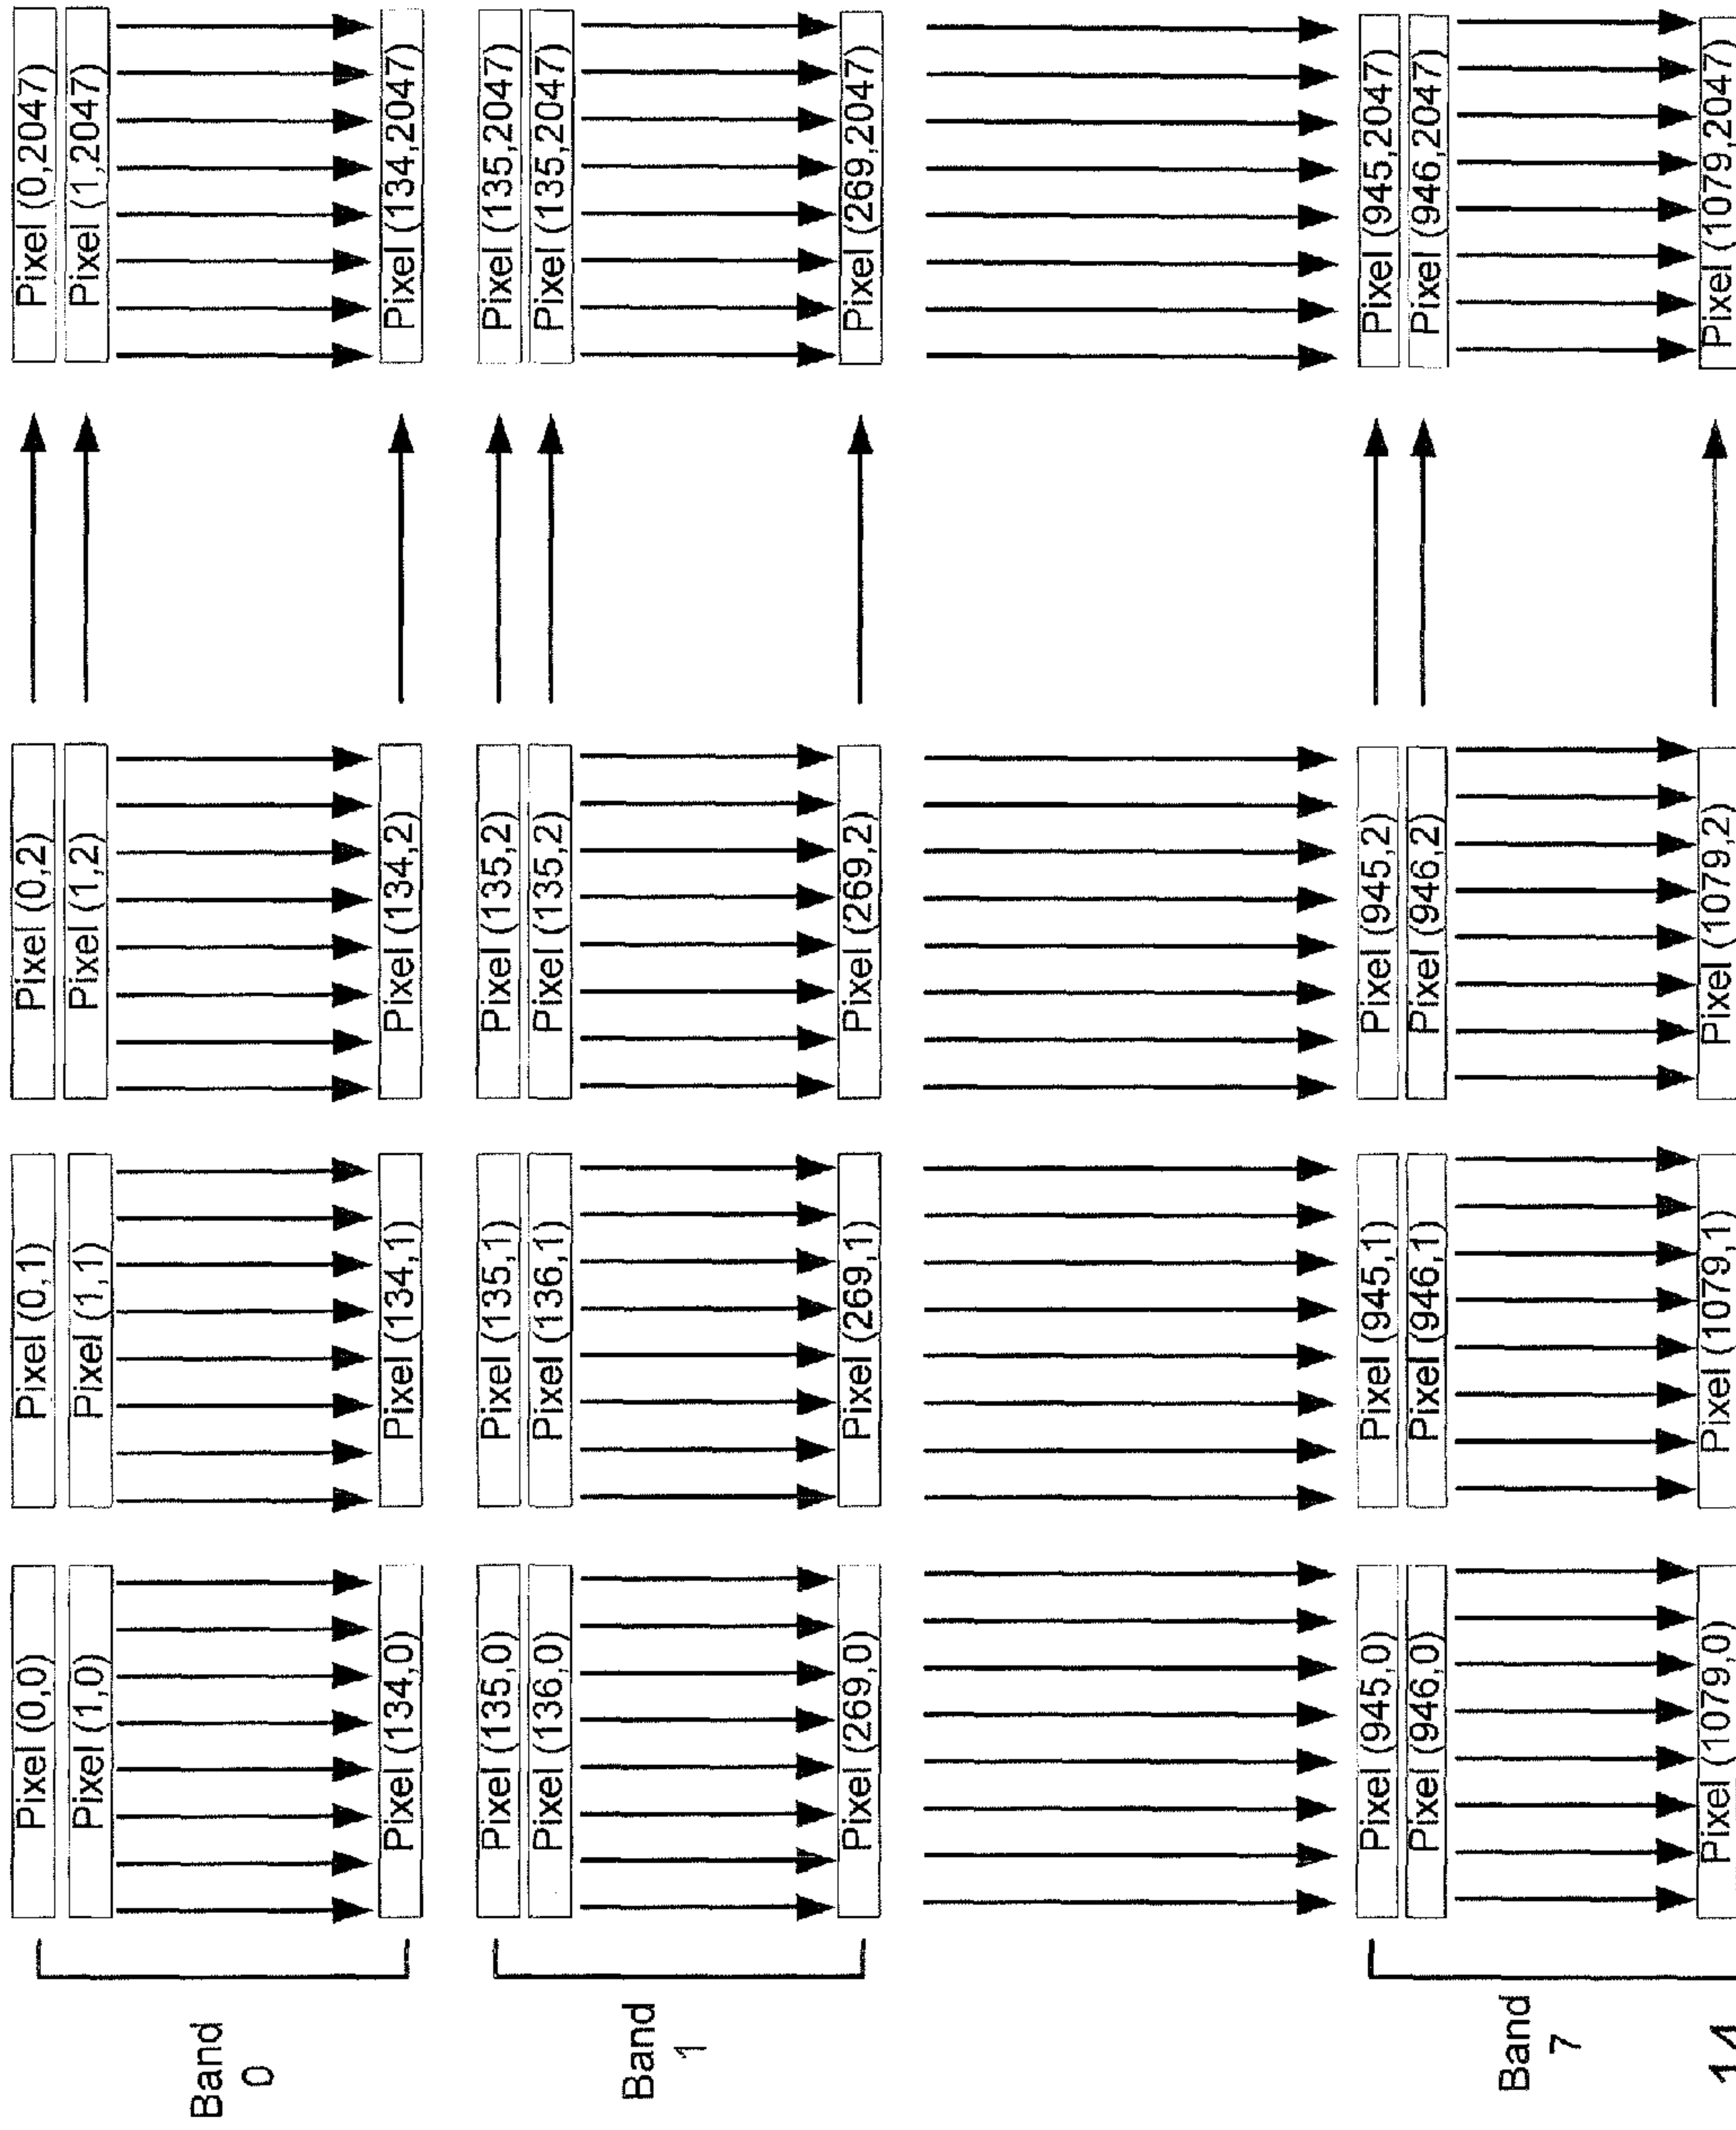 Pixel (0,0) Pixel (0,1) Pixel (0,2) Pixel (0,2047)
Pixel (1,0) Pixel (1,1) Pixel (1,2) Pixel (1,2047)
Band
0
Pixel (134,0) Pixel (134,1) Pixel (134,2) Pixel (134,2047)
Pixel (135,0) Pixel (135,1) Pixel (135,2) Pixel (135,2047)
Pixel (136,0) Pixel (136,1) Pixel (135,2) Pixel (135,2047)
Band
1
Pixel (269,0) Pixel (269,1) Pixel (269,2) Pixel (269,2047)
Pixel (945,0) Pixel (945,1) Pixel (945,2) Pixel (945,2047)
Pixel (946,0) Pixel (946,1) Pixel (946,2) Pixel (946,2047)
Band
7
Pixel (1079,0) Pixel (1079,1) Pixel (1079,2) Pixel (1079,2047)